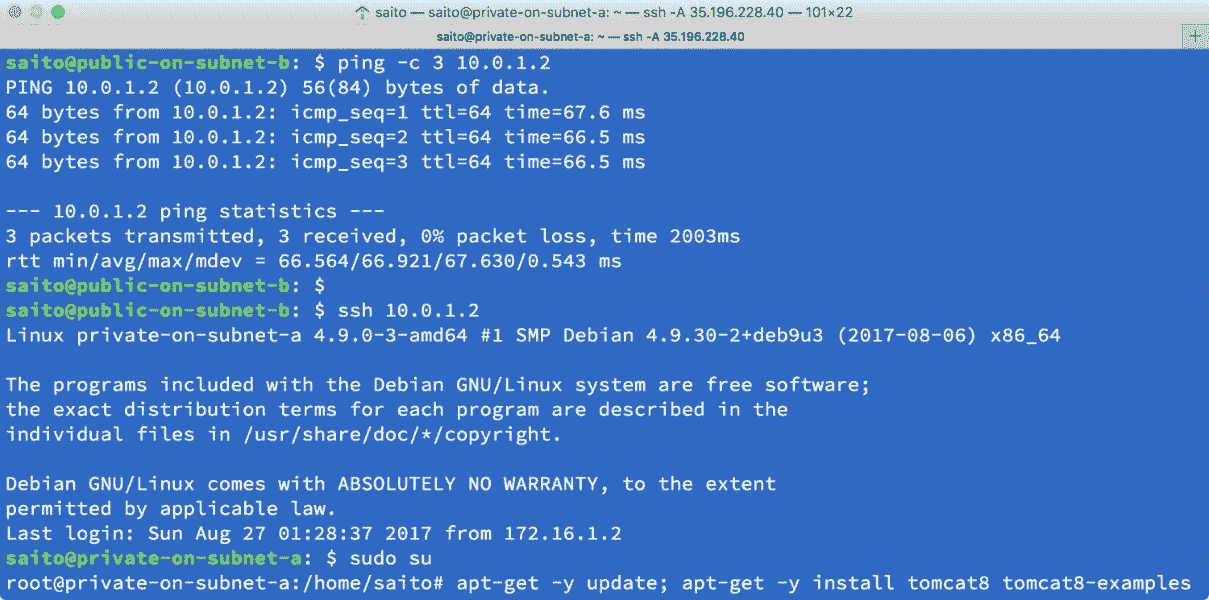 saito — saito@private-on-subnet-a: ~ — ssh -A 35.196.228.40 — 101×22
saito@private-on-subnet-a: ~ — ssh -A 35.196.228.40
saito@public-on-subnet-b: $ ping -c 3 10.0.1.2
PING 10.0.1.2 (10.0.1.2) 56(84) bytes of data.
64 bytes from 10.0.1.2: icmp_seq=1 ttl=64 time=67.6 ms
64 bytes from 10.0.1.2: icmp_seq=2 ttl=64 time=66.5 ms
64 bytes from 10.0.1.2: icmp_seq=3 ttl=64 time=66.5 ms
--- 10.0.1.2 ping statistics ---
3 packets transmitted, 3 received, 0% packet loss, time 2003ms
rtt min/avg/max/mdev = 66.564/66.921/67.630/0.543 ms
saito@public-on-subnet-b: $
saito@public-on-subnet-b: $ ssh 10.0.1.2
Linux private-on-subnet-a 4.9.0-3-amd64 #1 SMP Debian 4.9.30-2+deb9u3 (2017-08-06) x86_64
The programs included with the Debian GNU/Linux system are free software;
the exact distribution terms for each program are described in the
individual files in /usr/share/doc/*/copyright.
Debian GNU/Linux comes with ABSOLUTELY NO WARRANTY, to the extent
permitted by applicable law.
Last login: Sun Aug 27 01:28:37 2017 from 172.16.1.2
saito@private-on-subnet-a: $ sudo su
root@private-on-subnet-a:/home/saito# apt-get -y update; apt-get -y install tomcat8 tomcat8-examples